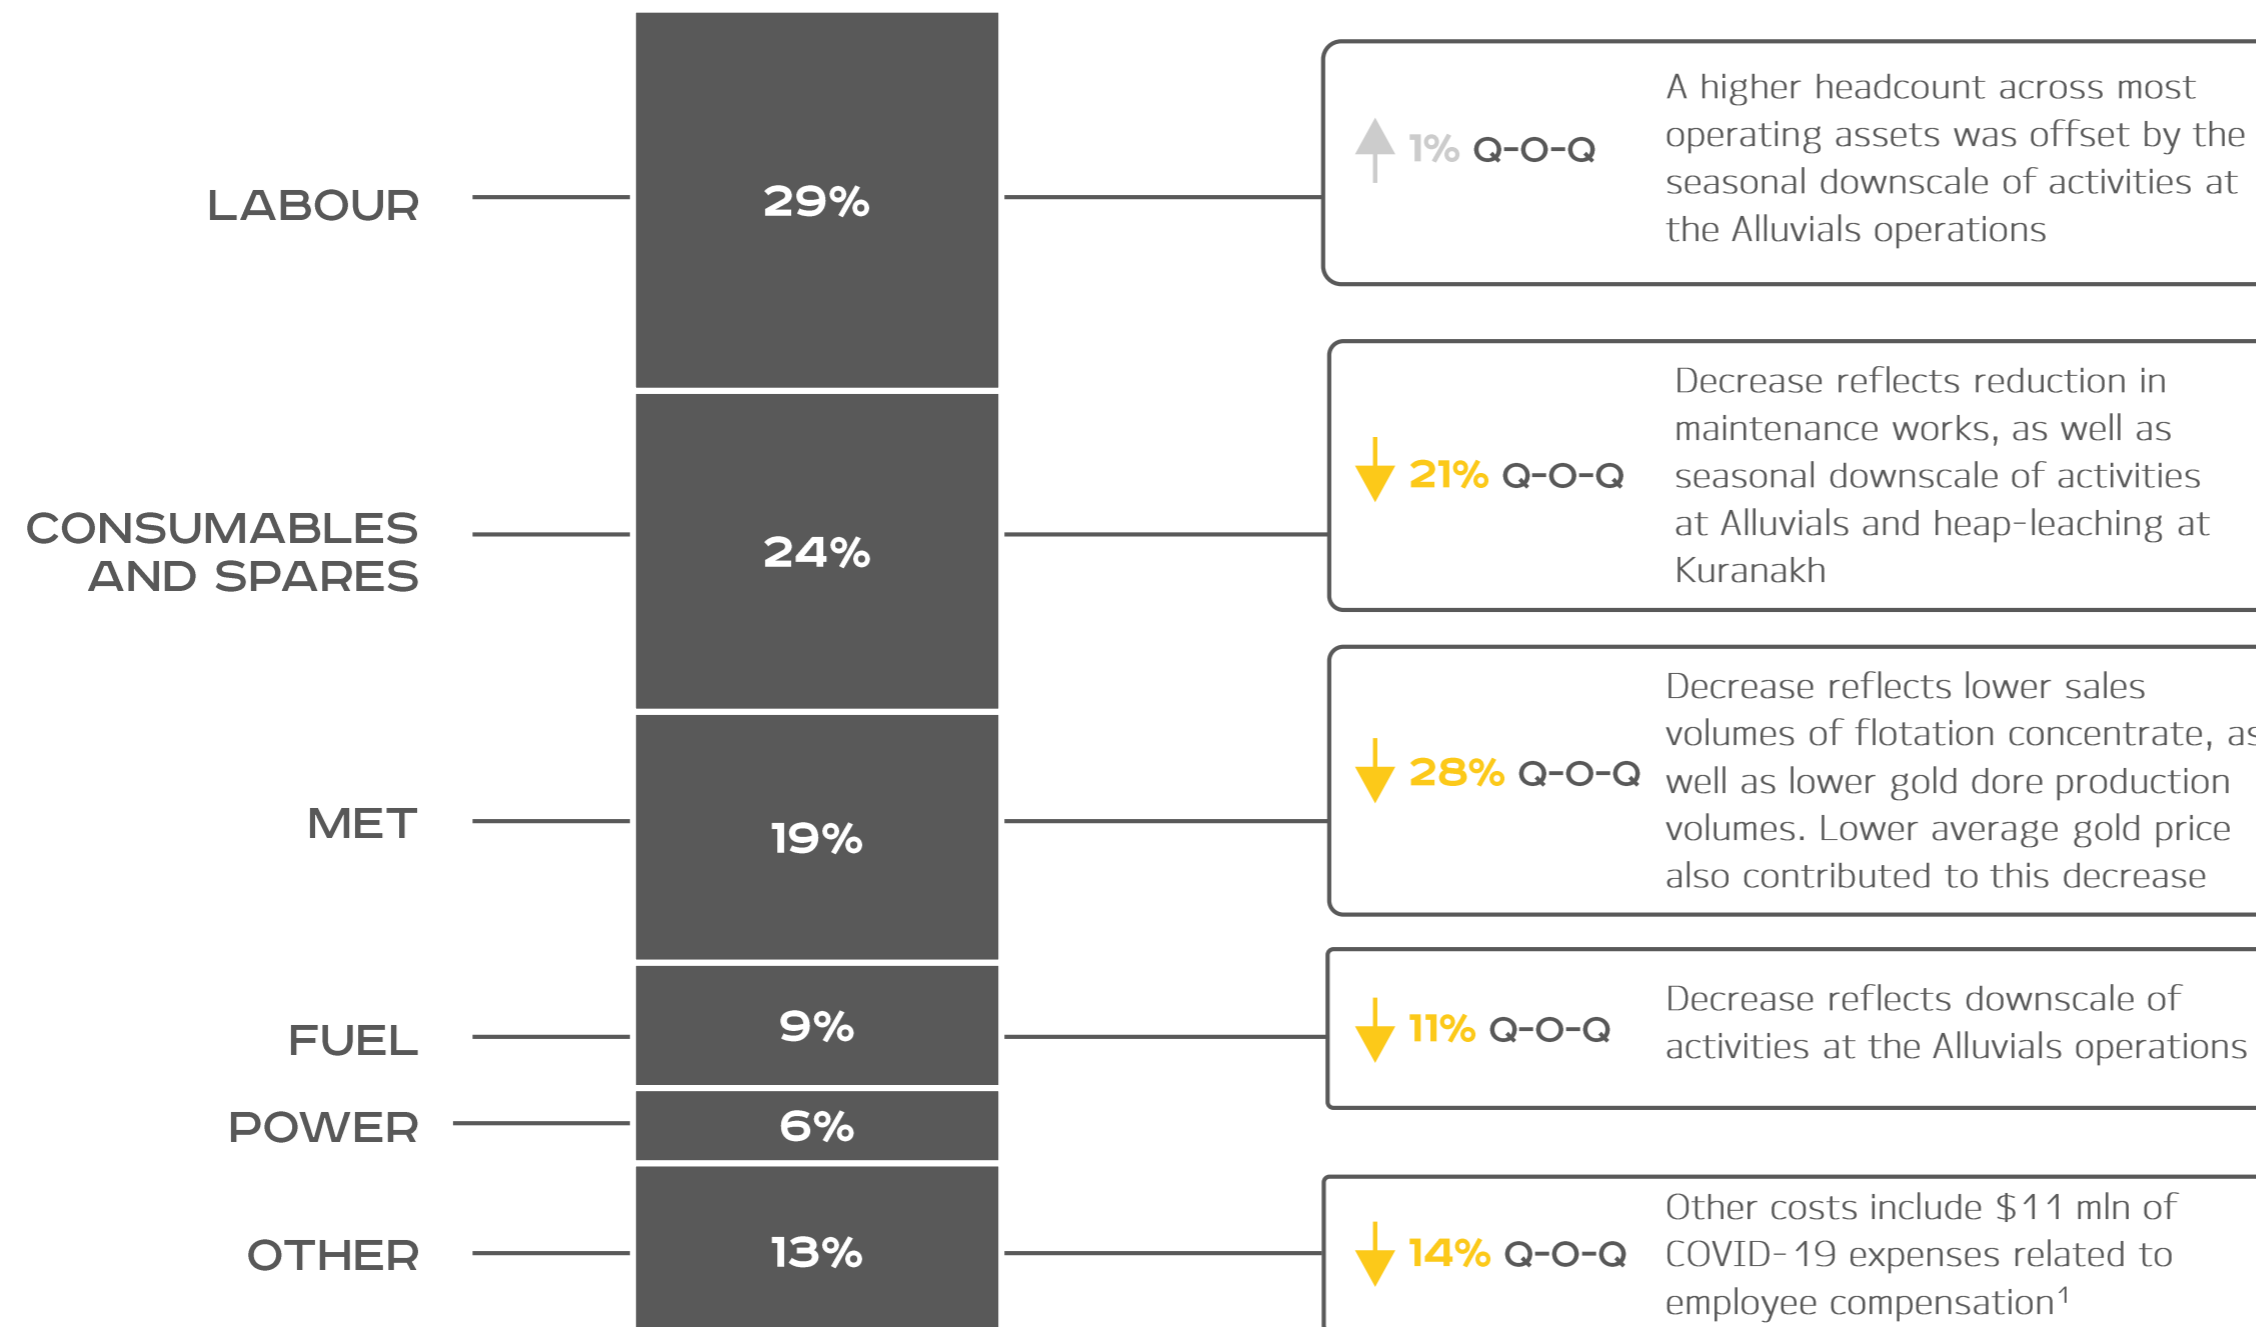 LABOUR
29%
1% Q-O-Q
A higher headcount across most
operating assets was offset by the
seasonal downscale of activities at
the Alluvials operations
CONSUMABLES
AND SPARES
24%
21% Q-O-Q
Decrease reflects reduction in
maintenance works, as well as
seasonal downscale of activities
at Alluvials and heap-leaching at
Kuranakh
MET
19%
28% Q-O-Q
Decrease reflects lower sales
volumes of flotation concentrate, as
well as lower gold dore production
volumes. Lower average gold price
also contributed to this decrease
FUEL
9%
11% Q-O-Q
Decrease reflects downscale of
activities at the Alluvials operations
POWER
6%
OTHER
13%
14% Q-O-Q
Other costs include $11 mln of
COVID-19 expenses related to
employee compensation¹